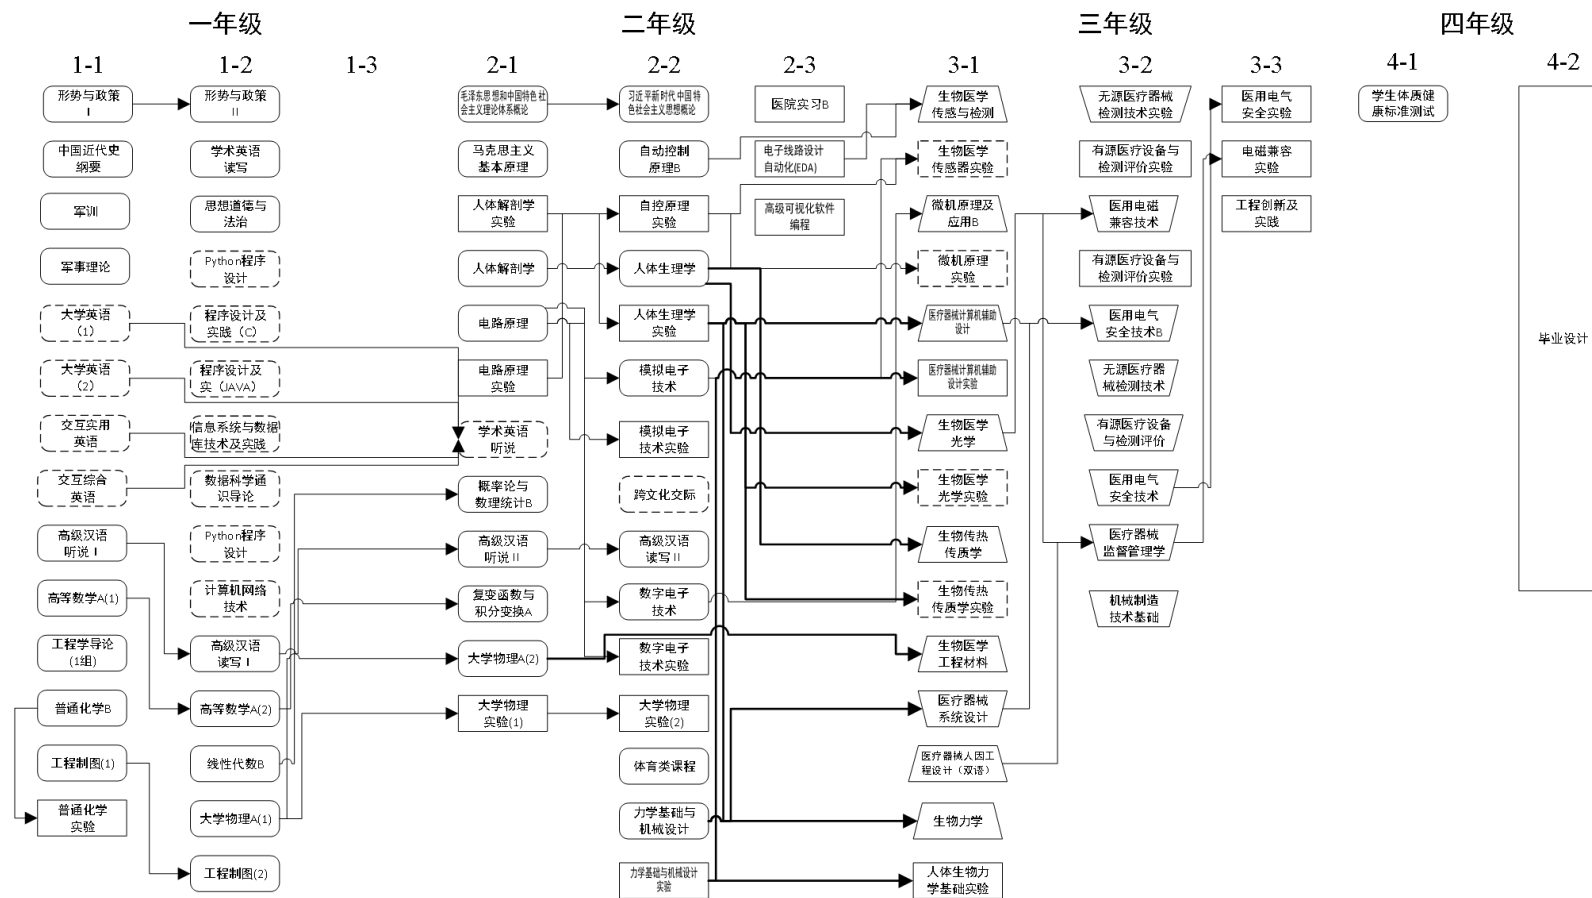 一年级
二年级
三年级
四年级
1-1
1-2
1-3
2-1
2-2
2-3
3-1
3-2
3-3
4-1
4-2
形势与政策
I
中国近代史
纲要
军训
军事理论
大学英语
（1）
大学英语
（2）
交互实用
英语
交互综合
英语
高级汉语
听说 I
高等数学A(1)
工程学导论
(1组)
普通化学B
工程制图(1)
普通化学
实验
形势与政策
II
学术英语
读写
思想道德与
法治
Python程序
设计
程序设计及
实践（C）
程序设计及
实（JAVA）
信息系统与数据
库技术及实践
数据科学通
识导论
Python程序
设计
计算机网络
技术
高级汉语
读写 I
高等数学A(2)
线性代数B
大学物理A(1)
工程制图(2)
毛泽东思想和中国特色社
会主义理论体系概论
马克思主义
基本原理
人体解剖学
实验
人体解剖学
电路原理
电路原理
实验
学术英语
听说
概率论与
数理统计B
高级汉语
听说 II
复变函数与
积分变换A
大学物理A(2)
大学物理
实验(1)
习近平新时代中国特
色社会主义思想概论
自动控制
原理B
自控原理
实验
人体生理学
人体生理学
实验
模拟电子
技术
模拟电子
技术实验
跨文化交际
高级汉语
读写 II
数字电子
技术
数字电子
技术实验
大学物理
实验(2)
体育类课程
力学基础与
机械设计
力学基础与机械设计
实验
医院实习B
电子线路设计
自动化(EDA)
高级可视化软件
编程
生物医学
传感与检测
生物医学
传感器实验
微机原理及
应用B
微机原理
实验
医疗器械计算机辅助
设计
医疗器械计算机辅助
设计实验
生物医学
光学
生物医学
光学实验
生物传热
传质学
生物传热
传质学实验
生物医学
工程材料
医疗器械
系统设计
医疗器械人因工
程设计（双语）
生物力学
人体生物力
学基础实验
无源医疗器械
检测技术实验
有源医疗设备与
检测评价实验
医用电磁
兼容技术
有源医疗设备与
检测评价实验
医用电气
安全技术B
无源医疗器
械检测技术
有源医疗设备
与检测评价
医用电气
安全技术
医疗器械
监督管理学
机械制造
技术基础
医用电气
安全实验
电磁兼容
实验
工程创新及
实践
学生体质健
康标准测试
毕业设计